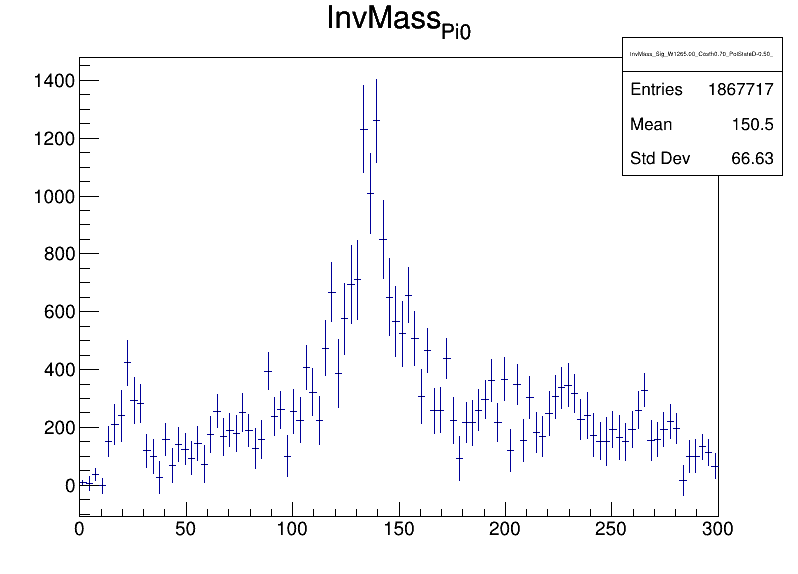 InvMass_Pi0
InvMass_Sig_W1265.00_Costh0.70_PolStateD-0.50_
Entries 1867717
Mean 150.5
Std Dev 66.63
1400
1200
1000
800
600
400
200
0
0 50 100 150 200 250 300